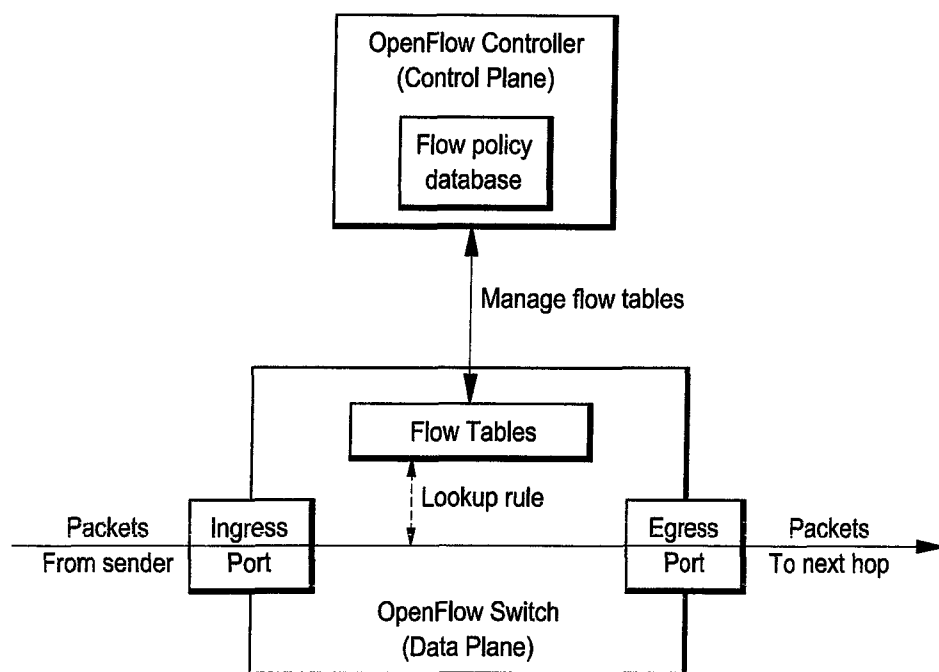 OpenFlow Controller
(Control Plane)
Flow policy
database
Manage flow tables
Flow Tables
Lookup rule
Packets
From sender
Ingress
Port
Egress
Port
Packets
To next hop
OpenFlow Switch
(Data Plane)